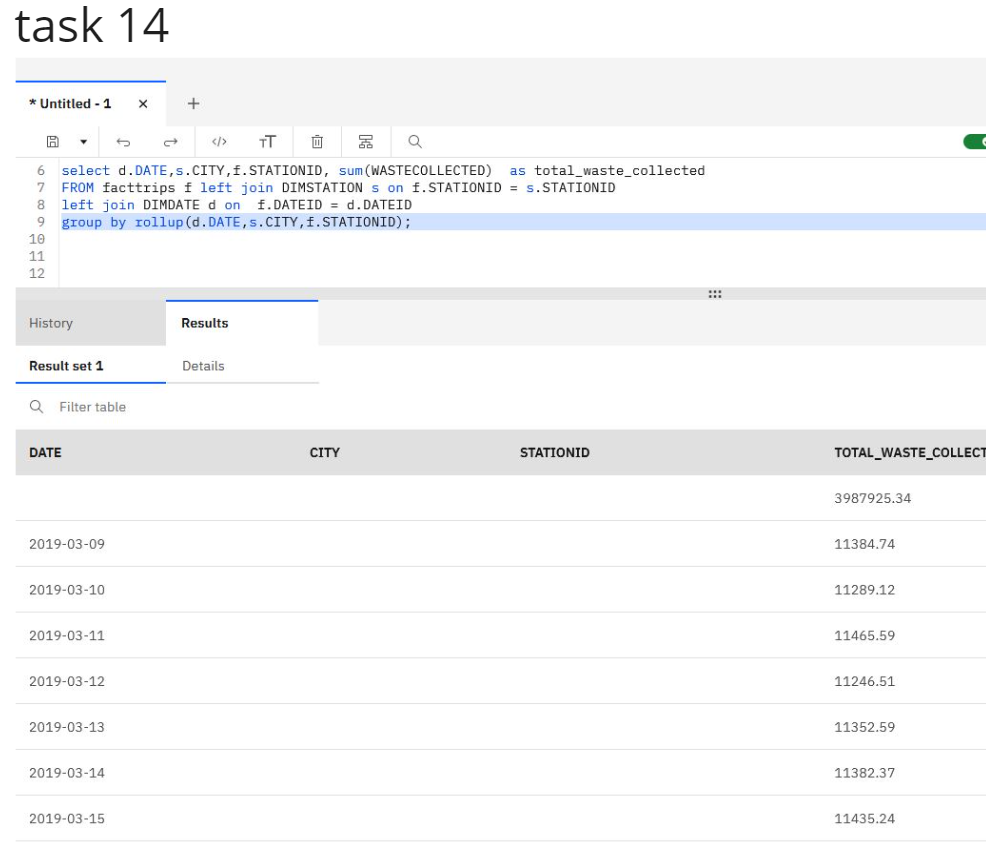 task 14
* Untitled - 1 × +
6 select d.DATE,s.CITY,f.STATIONID, sum(WASTECOLLECTED)  as total_waste_collected
7 FROM facttrips f left join DIMSTATION s on f.STATIONID = s.STATIONID
8 left join DIMDATE d on  f.DATEID = d.DATEID
9 group by rollup(d.DATE,s.CITY,f.STATIONID);
10
11
12
History Results
Result set 1 Details
Filter table
DATE CITY STATIONID TOTAL_WASTE_COLLECT
3987925.34
2019-03-09 11384.74
2019-03-10 11289.12
2019-03-11 11465.59
2019-03-12 11246.51
2019-03-13 11352.59
2019-03-14 11382.37
2019-03-15 11435.24